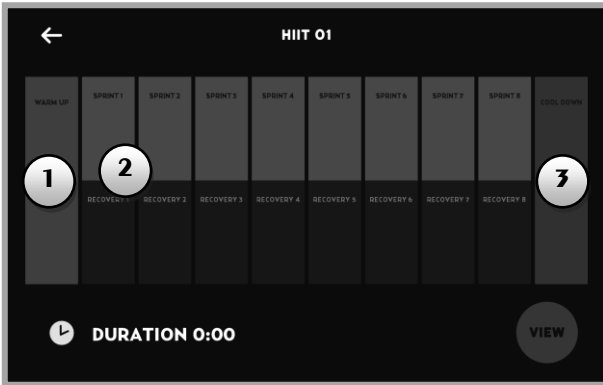 HIIT 01
WARM UP
SPRINT 1
SPRINT 2
SPRINT 3
SPRINT 4
SPRINT 5
SPRINT 6
SPRINT 7
SPRINT 8
COOL DOWN
1
2
3
RECOVERY 1
RECOVERY 2
RECOVERY 3
RECOVERY 4
RECOVERY 5
RECOVERY 6
RECOVERY 7
RECOVERY 8
DURATION 0:00
VIEW